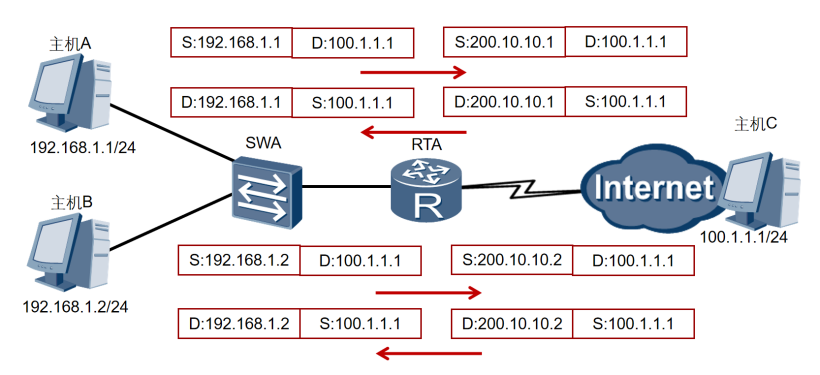 主机A
S:192.168.1.1 D:100.1.1.1 S:200.10.10.1 D:100.1.1.1
D:192.168.1.1 S:100.1.1.1 D:200.10.10.1 S:100.1.1.1
192.168.1.1/24
SWA
RTA
主机C
R
Internet
主机B
100.1.1.1/24
S:192.168.1.2 D:100.1.1.1 S:200.10.10.2 D:100.1.1.1
192.168.1.2/24
D:192.168.1.2 S:100.1.1.1 D:200.10.10.2 S:100.1.1.1